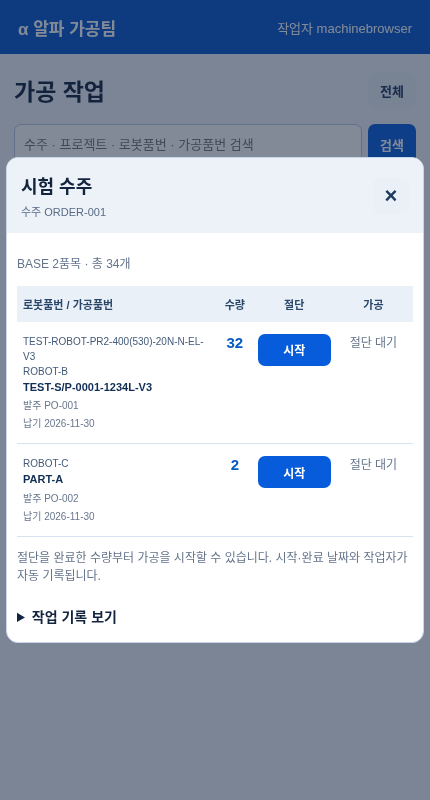 α 알파 가공팀
작업자 machinebrowser
가공 작업
전체
수주 · 프로젝트 · 로봇품번 · 가공품번 검색
검색
시험 수주
수주 ORDER-001
×
BASE 2품목 · 총 34개
로봇품번 / 가공품번 수량 절단 가공
TEST-ROBOT-PR2-400(530)-20N-N-EL-
V3
ROBOT-B
TEST-S/P-0001-1234L-V3
발주 PO-001
납기 2026-11-30
32
시작
절단 대기
ROBOT-C
PART-A
발주 PO-002
납기 2026-11-30
2
시작
절단 대기
절단을 완료한 수량부터 가공을 시작할 수 있습니다. 시작·완료 날짜와 작업자가
자동 기록됩니다.
▶ 작업 기록 보기